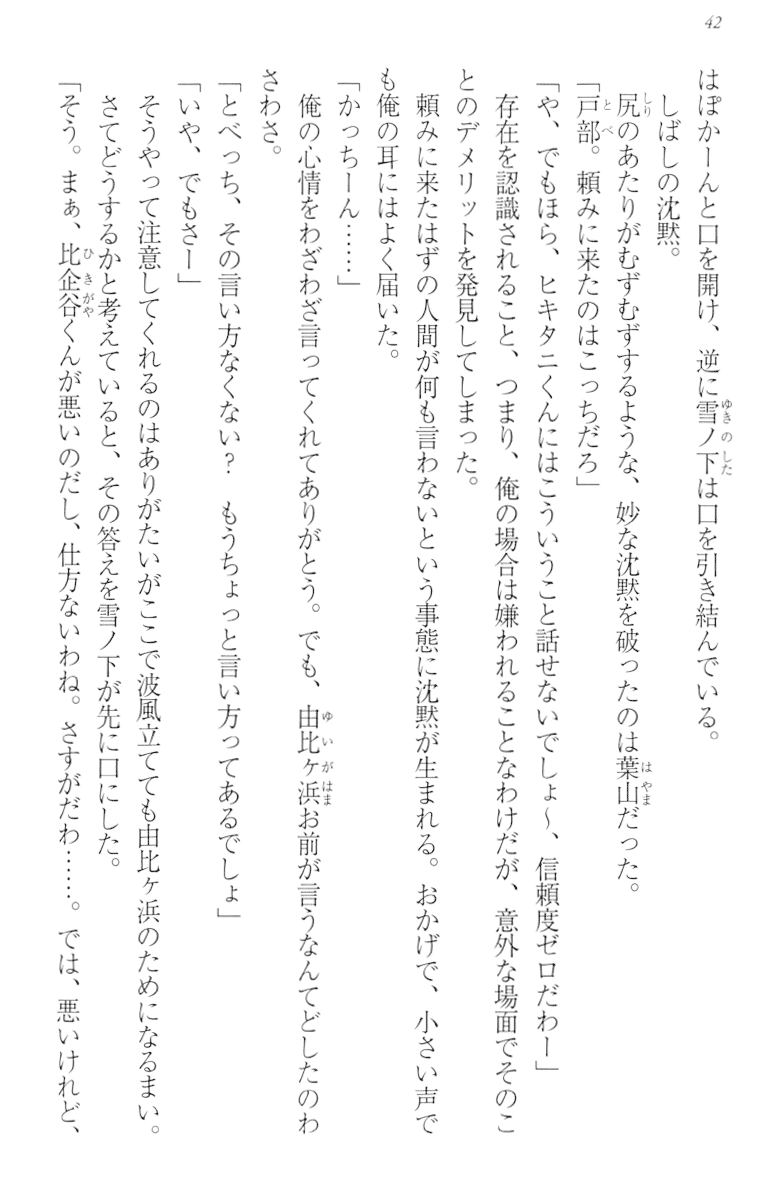 42
はぽかーんと口を開け、逆に雪ノ下は口を引き結んでいる。
しばしの沈黙。
尻のあたりがむずむずするような、妙な沈黙を破ったのは葉山だった。
「戸部。頼みに来たのはこっちだろ」
「や、でもほら、ヒキタニくんにはこういうこと話せないでしょ～、信頼度ゼロだわー」
存在を認識されること、つまり、俺の場合は嫌われることなわけだが、意外な場面でそのこ
とのデメリットを発見してしまった。
頼みに来たはずの人間が何も言わないという事態に沈黙が生まれる。おかげで、小さい声で
も俺の耳にはよく届いた。
「かっちーん……」
俺の心情をわざわざ言ってくれてありがとう。でも、由比ヶ浜お前が言うなんてどしたのわ
さわさ。
「とべっち、その言い方なくない？　もうちょっと言い方ってあるでしょ」
「いや、でもさー」
そうやって注意してくれるのはありがたいがここで波風立てても由比ヶ浜のためになるまい。
さてどうするかと考えていると、その答えを雪ノ下が先に口にした。
「そう。まぁ、比企谷くんが悪いのだし、仕方ないわね。さすがだわ……。では、悪いけれど、